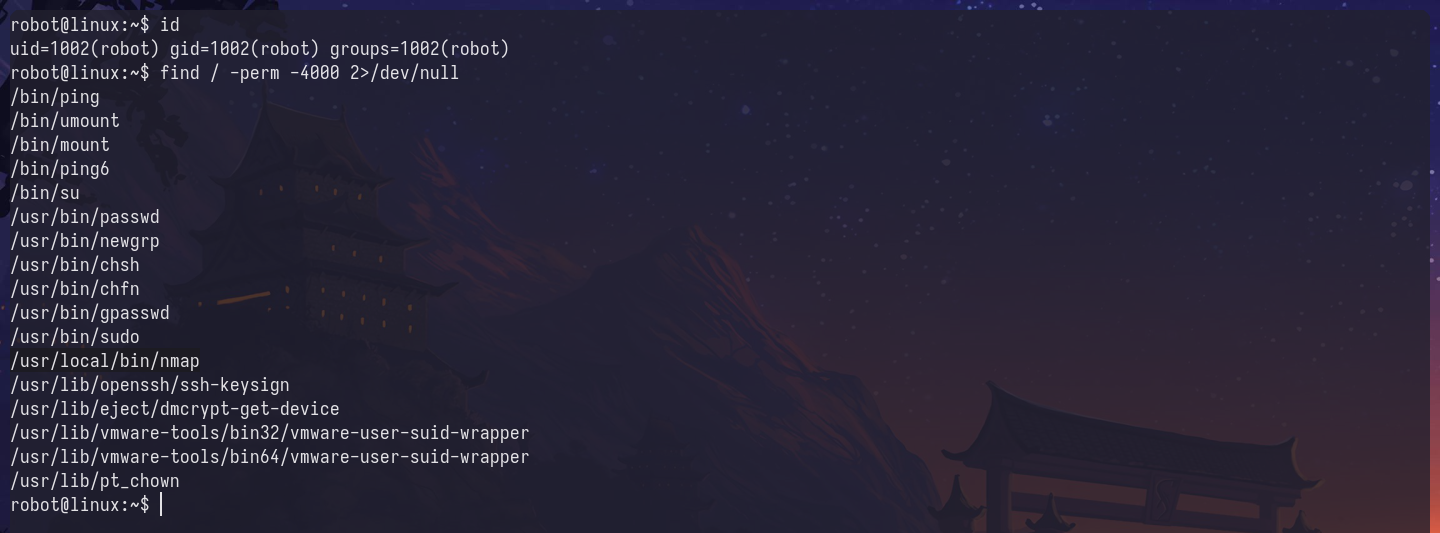 robot@linux:~$ id
uid=1002(robot) gid=1002(robot) groups=1002(robot)
robot@linux:~$ find / -perm -4000 2>/dev/null
/bin/ping
/bin/umount
/bin/mount
/bin/ping6
/bin/su
/usr/bin/passwd
/usr/bin/newgrp
/usr/bin/chsh
/usr/bin/chfn
/usr/bin/gpasswd
/usr/bin/sudo
/usr/local/bin/nmap
/usr/lib/openssh/ssh-keysign
/usr/lib/eject/dmcrypt-get-device
/usr/lib/vmware-tools/bin32/vmware-user-suid-wrapper
/usr/lib/vmware-tools/bin64/vmware-user-suid-wrapper
/usr/lib/pt_chown
robot@linux:~$